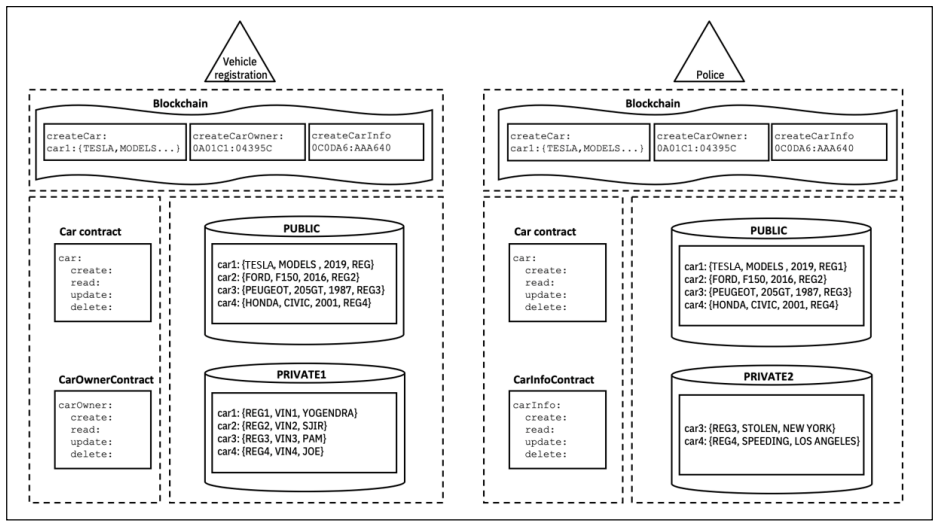 Vehicle
registration
Blockchain
createCar:
car1:{TESLA,MODELS...}
createCarOwner:
0A01C1:04395C
createCarInfo
0C0DA6:AAA640
Car contract
car:
create:
read:
update:
delete:
PUBLIC
car1: {TESLA, MODELS , 2019, REG}
car2: {FORD, F150, 2016, REG2}
car3: {PEUGEOT, 205GT, 1987, REG3}
car4: {HONDA, CIVIC, 2001, REG4}
CarOwnerContract
carOwner:
create:
read:
update:
delete:
PRIVATE1
car1: {REG1, VIN1, YOGENDRA}
car2: {REG2, VIN2, SJIR}
car3: {REG3, VIN3, PAM}
car4: {REG4, VIN4, JOE}
Police
Blockchain
createCar:
car1:{TESLA,MODELS...}
createCarOwner:
0A01C1:04395C
createCarInfo
0C0DA6:AAA640
Car contract
car:
create:
read:
update:
delete:
PUBLIC
car1: {TESLA, MODELS , 2019, REG1}
car2: {FORD, F150, 2016, REG2}
car3: {PEUGEOT, 205GT, 1987, REG3}
car4: {HONDA, CIVIC, 2001, REG4}
CarInfoContract
carInfo:
create:
read:
update:
delete:
PRIVATE2
car3: {REG3, STOLEN, NEW YORK}
car4: {REG4, SPEEDING, LOS ANGELES}